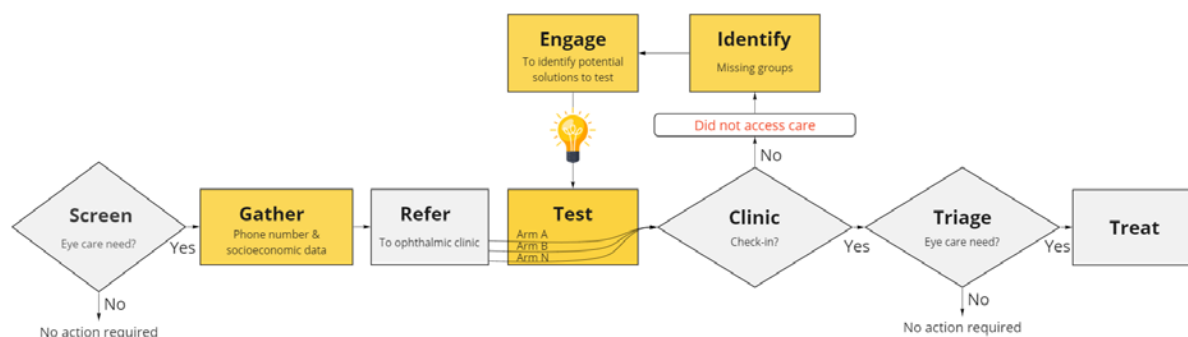 Engage
To identify potential
solutions to test
Identify
Missing groups
Did not access care
No
Screen
Eye care need?
Yes
No
No action required
Gather
Phone number &
socioeconomic data
Refer
To ophthalmic clinic
Test
Arm A
Arm B
Arm N
Clinic
Check-in?
Yes
Triage
Eye care need?
Yes
No
No action required
Treat